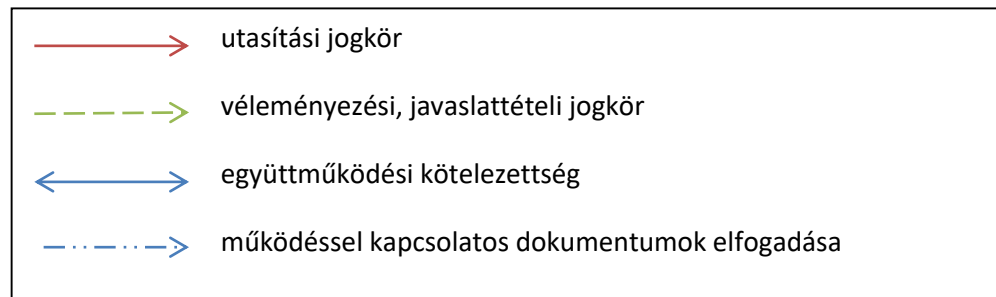 utasítási jogkör
véleményezési, javaslattételi jogkör
együttműködési kötelezettség
működéssel kapcsolatos dokumentumok elfogadása